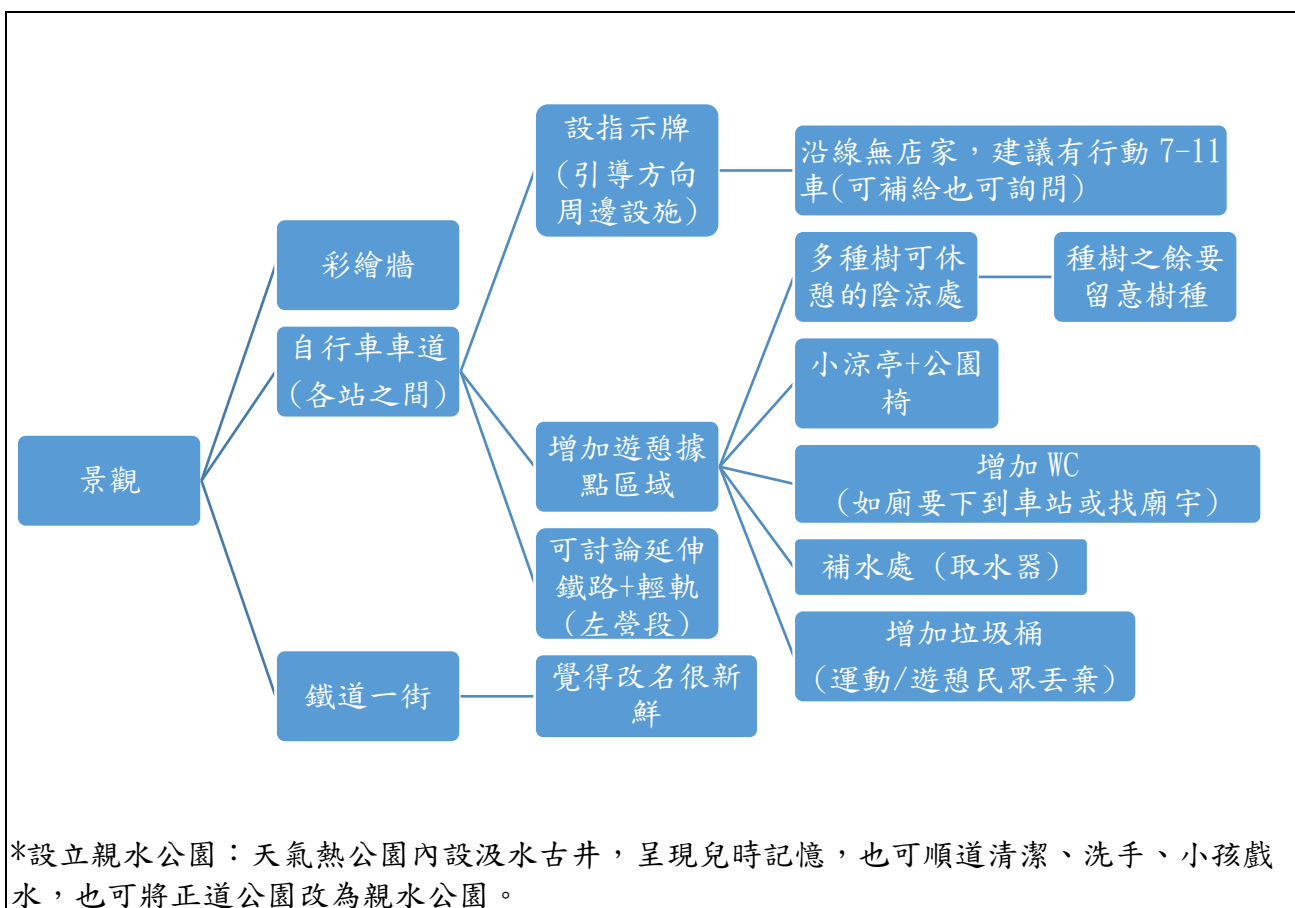 景觀
彩繪牆
自行車車道
(各站之間)
鐵道一街
設指示牌
(引導方向
周邊設施)
增加遊憩據
點區域
可討論延伸
鐵路+輕軌
(左營段)
覺得改名很新
鮮
沿線無店家，建議有行動 7-11
車(可補給也可詢問)
多種樹可休
憩的陰涼處
種樹之餘要
留意樹種
小涼亭+公園
椅
增加 WC
(如廁要下到車站或找廟宇)
補水處 (取水器)
增加垃圾桶
(運動/遊憩民眾丟棄)
*設立親水公園：天氣熱公園內設汲水古井，呈現兒時記憶，也可順道清潔、洗手、小孩戲
水，也可將正道公園改為親水公園。